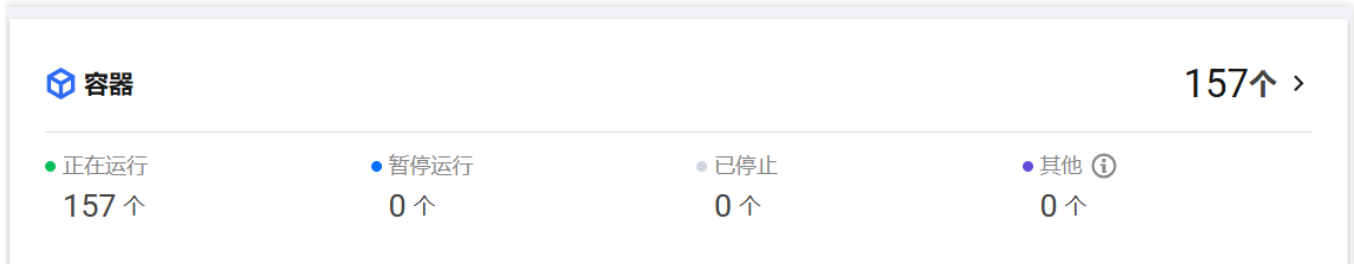 容器 157个
正在运行 暂停运行 已停止 其他
157 个 0 个 0 个 0 个